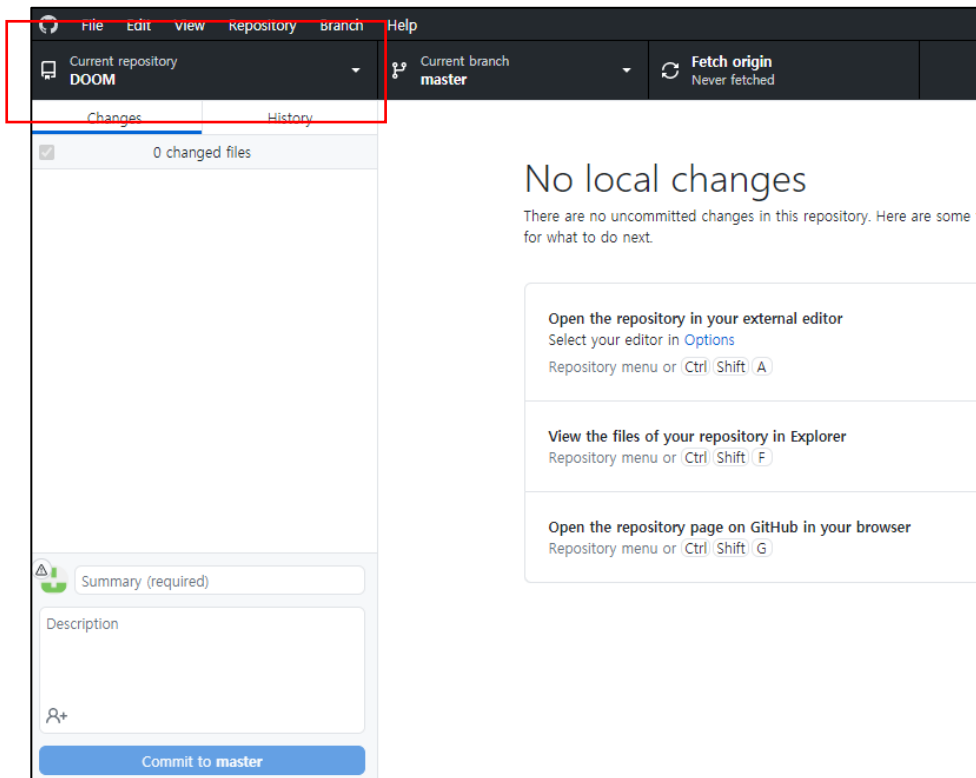 File Edit View Repository Branch Help
Current repository
DOOM
Current branch
master
Fetch origin
Never fetched
Changes History
0 changed files
No local changes
There are no uncommitted changes in this repository. Here are some
for what to do next.
Open the repository in your external editor
Select your editor in Options
Repository menu or Ctrl Shift A
View the files of your repository in Explorer
Repository menu or Ctrl Shift F
Open the repository page on GitHub in your browser
Repository menu or Ctrl Shift G
Summary (required)
Description
Commit to master